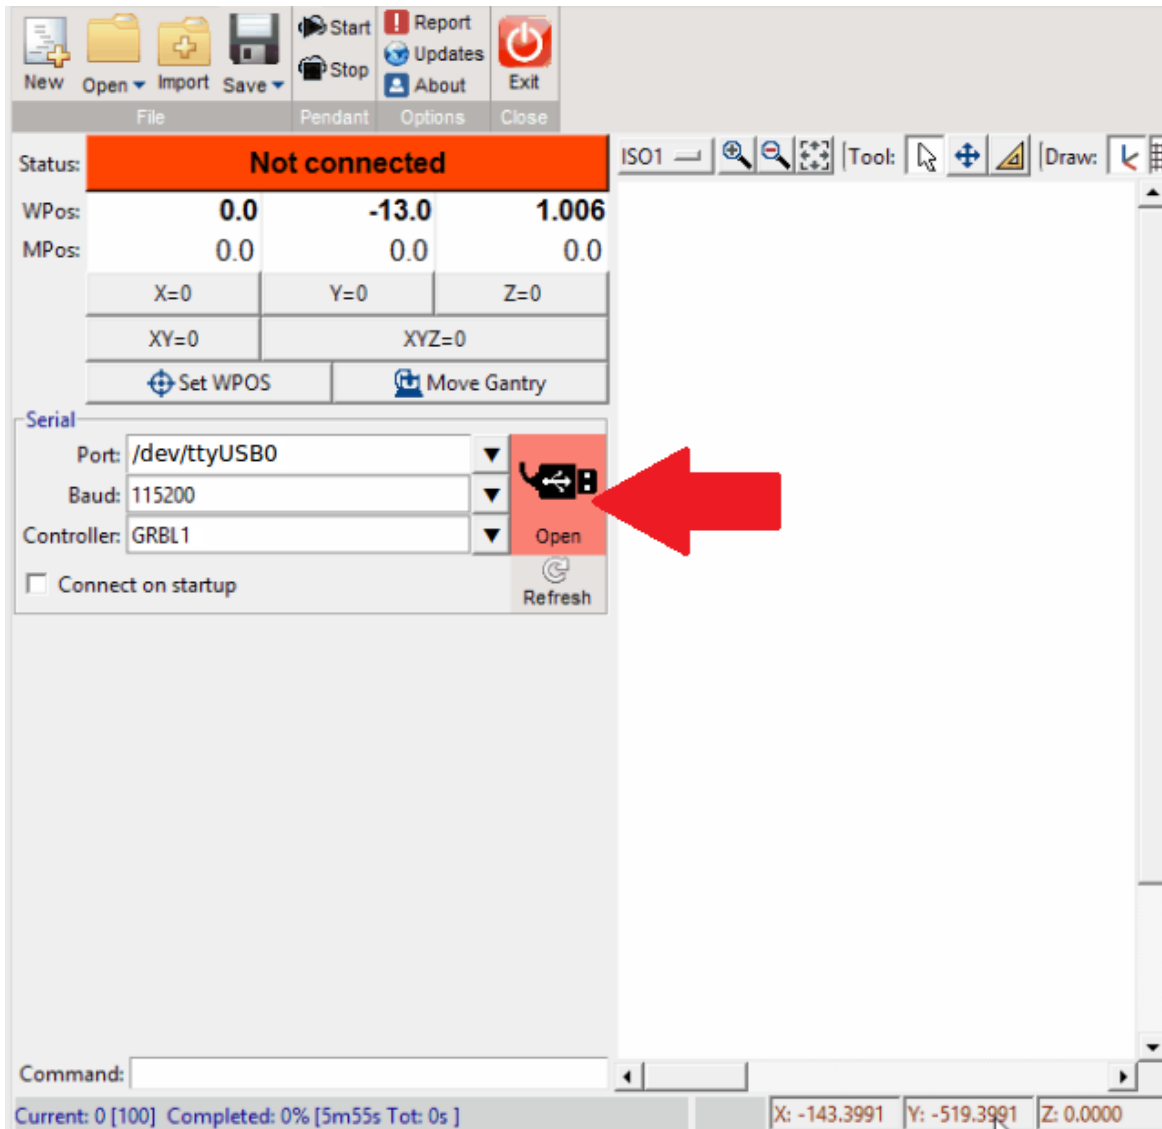 Start
Report
Stop
Updates
New Open Import Save About Exit
File Pendant Options Close
Status: Not connected
ISO1 Tool: Draw:
WPos: 0.0 -13.0 1.006
MPos: 0.0 0.0 0.0
X=0 Y=0 Z=0
XY=0 XYZ=0
Set WPOS Move Gantry
Serial
Port: /dev/ttyUSB0
Baud: 115200
Controller: GRBL1
Open
Connect on startup
Refresh
Command:
Current: 0 [100] Completed: 0% [5m55s Tot: 0s ]
X: -143.3991 Y: -519.3991 Z: 0.0000